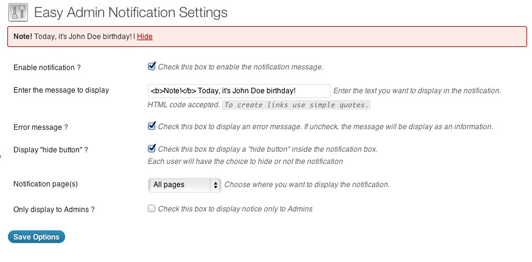 Easy Admin Notification Settings
Note! Today, it's John Doe birthday! | Hide
Enable notification ? Check this box to enable the notification message.
Enter the message to display <b>Note!</b> Today, it's John Doe birthday! Enter the text you want to display in the notification.
HTML code accepted. To create links use simple quotes.
Error message ? Check this box to display an error message. If uncheck, the message will be display as an information.
Display "hide button" ? Check this box to display a "hide button" inside the notification box.
Each user will have the choice to hide or not the notification
Notification page(s) All pages Choose where you want to display the notification.
Only display to Admins ? Check this box to display notice only to Admins
Save Options